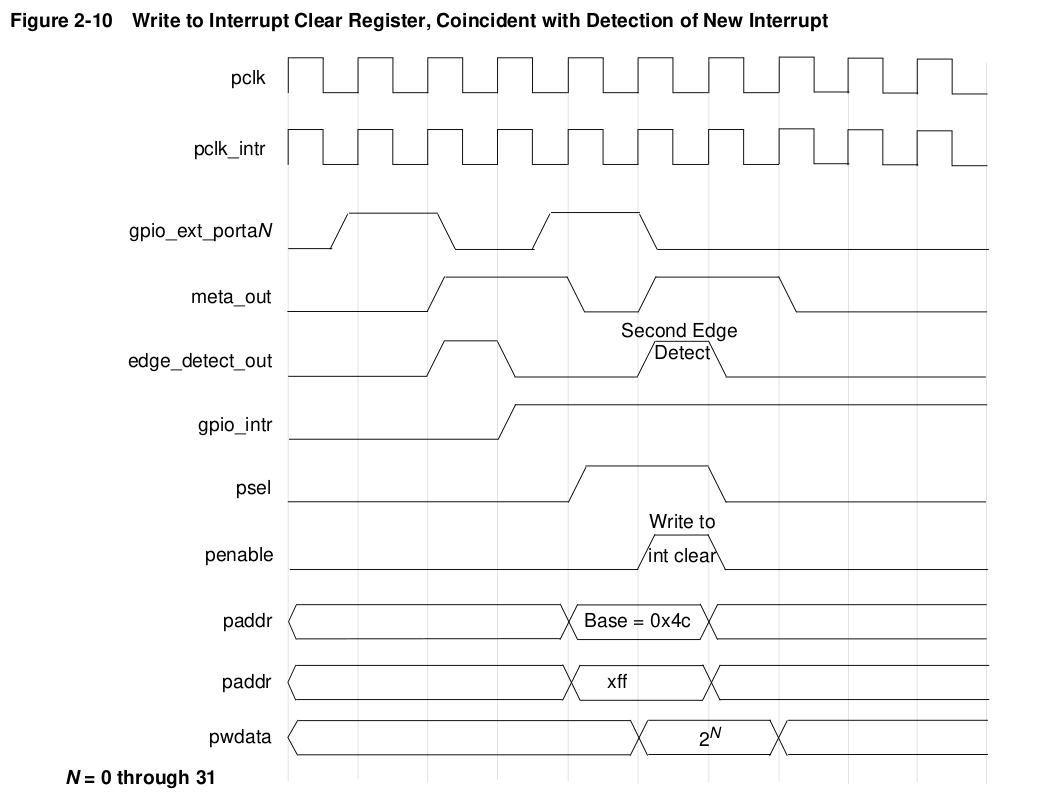 Figure 2-10 Write to Interrupt Clear Register, Coincident with Detection of New Interrupt
pclk
pclk_intr
gpio_ext_portaN
meta_out
Second Edge
edge_detect_out
Detect
gpio_intr
psel
Write to
penable
int clear
paddr
Base = 0x4c
paddr
xff
pwdata
2^N
N = 0 through 31